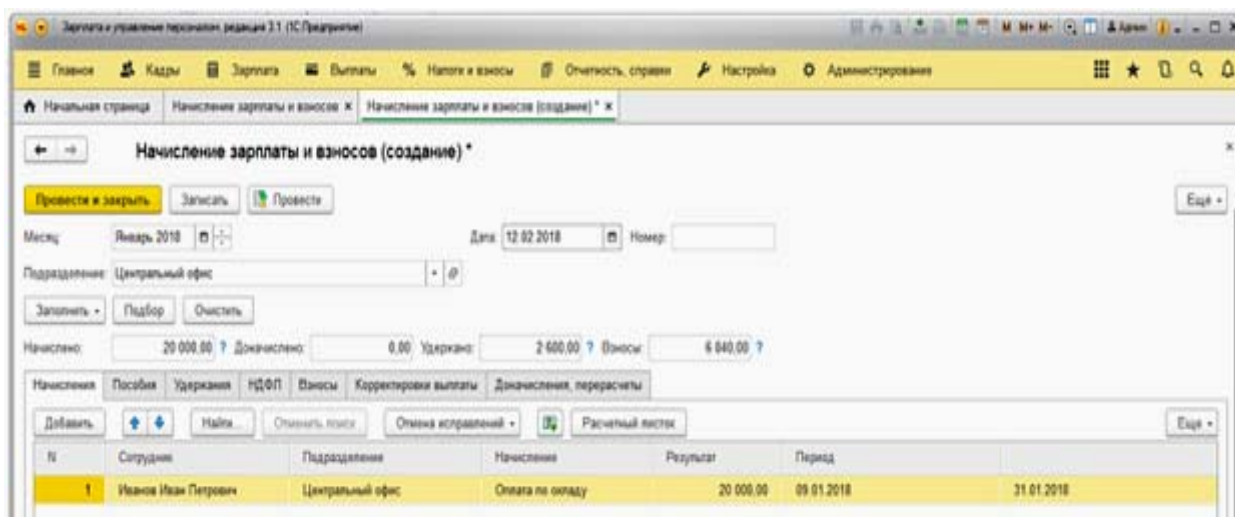 Зарплата и управление персоналом, редакция 3.1 (1С:Предприятие) M M+ M- Админ
Главное Кадры Зарплата Выплаты % Налоги и взносы Отчетность, справки Настройка Администрирование
Начальная страница Начисление зарплаты и взносов × Начисление зарплаты и взносов (создание) * ×
Начисление зарплаты и взносов (создание) *
Провести и закрыть Записать Провести Еще
Месяц: Январь 2018 Дата: 12.02.2018 Номер:
Подразделение: Центральный офис
Заполнить Подбор Очистить
Начислено: 20 000,00 ? Доначислено: 0,00 Удержано: 2 600,00 ? Взносы: 6 040,00 ?
Начисления Пособия Удержания НДФЛ Взносы Корректировки выплаты Доначисления, перерасчеты
Добавить Найти... Отменить поиск Отмена исправлений Расчетный листок Еще
N Сотрудник Подразделение Начисление Результат Период
1 Иванов Иван Петрович Центральный офис Оплата по окладу 20 000,00 09.01.2018 31.01.2018